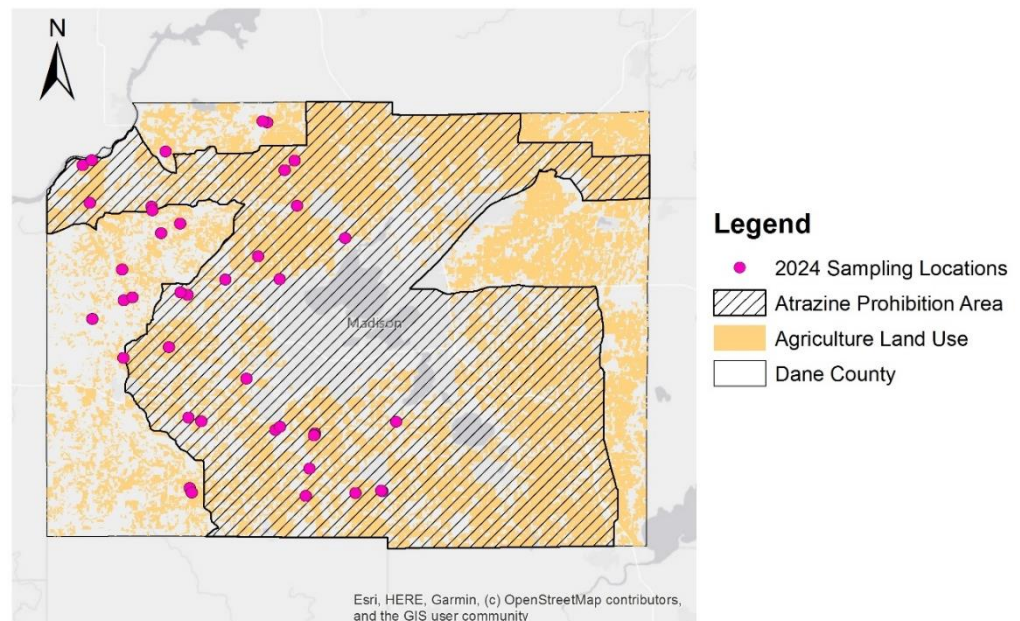 N
Madison
Esri, HERE, Garmin, (c) OpenStreetMap contributors,
and the GIS user community
Legend
2024 Sampling Locations
Atrazine Prohibition Area
Agriculture Land Use
Dane County